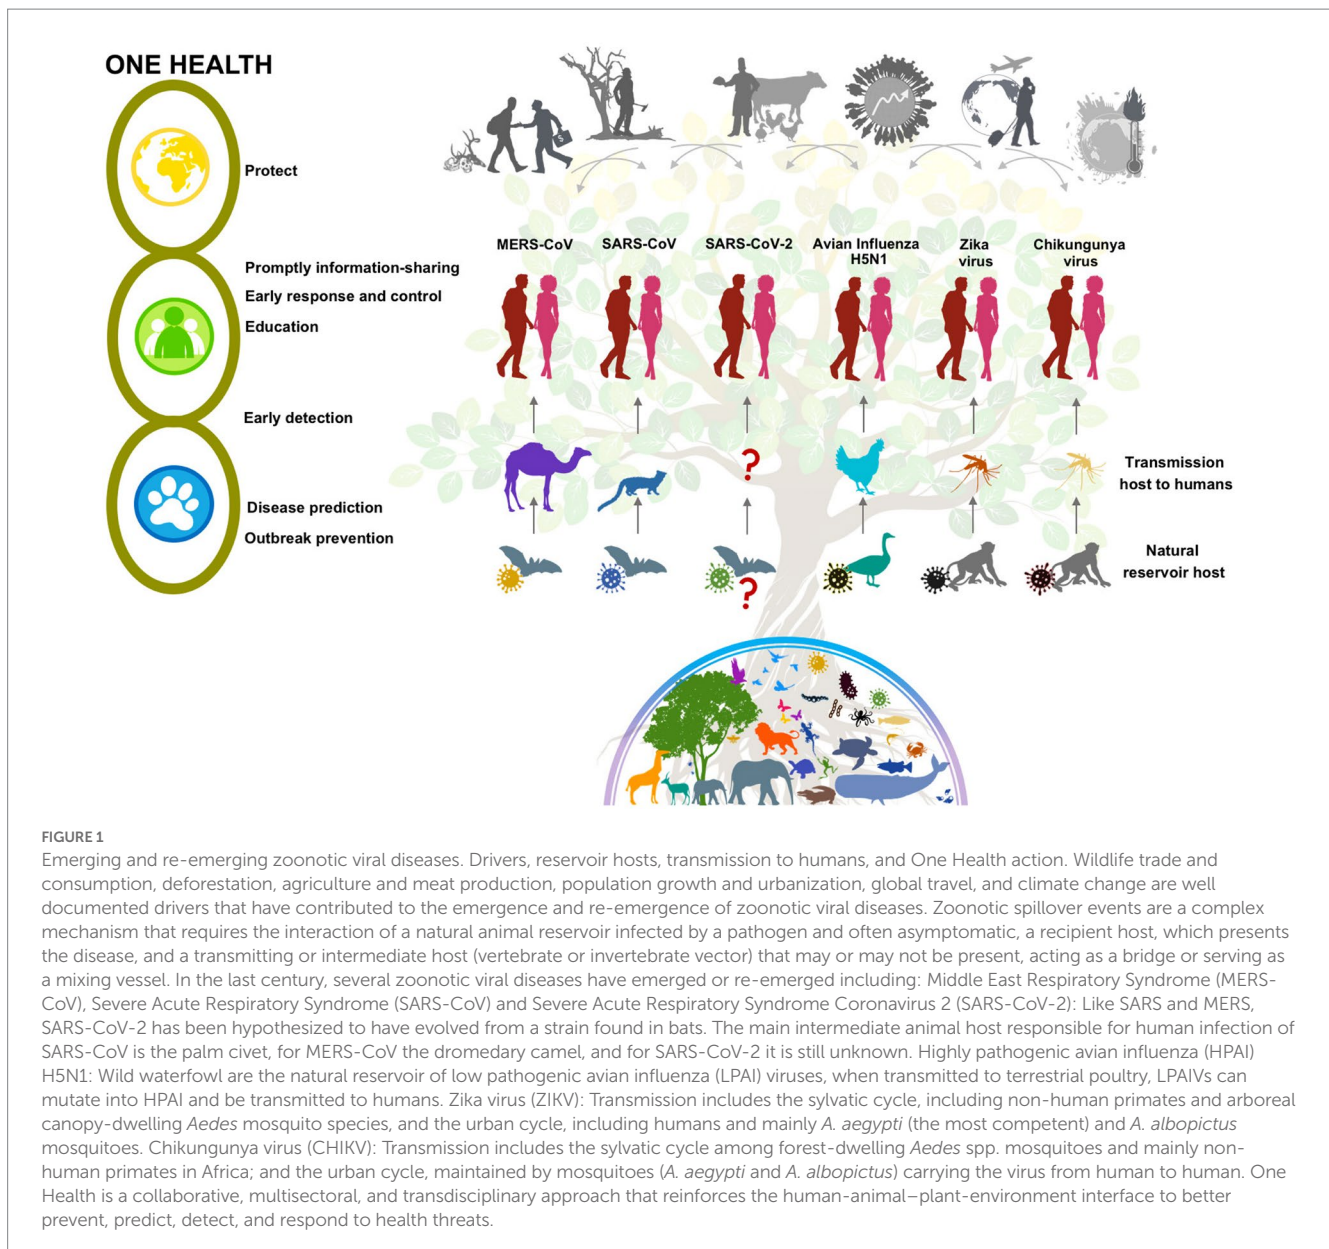 ONE HEALTH
Protect
Promptly information-sharing
Early response and control
Education
Early detection
Disease prediction
Outbreak prevention
$
MERS-CoV
SARS-CoV
SARS-CoV-2
Avian Influenza
H5N1
Zika
virus
Chikungunya
virus
?
Transmission
host to humans
?
Natural
reservoir host
FIGURE 1
Emerging and re-emerging zoonotic viral diseases. Drivers, reservoir hosts, transmission to humans, and One Health action. Wildlife trade and
consumption, deforestation, agriculture and meat production, population growth and urbanization, global travel, and climate change are well
documented drivers that have contributed to the emergence and re-emergence of zoonotic viral diseases. Zoonotic spillover events are a complex
mechanism that requires the interaction of a natural animal reservoir infected by a pathogen and often asymptomatic, a recipient host, which presents
the disease, and a transmitting or intermediate host (vertebrate or invertebrate vector) that may or may not be present, acting as a bridge or serving as
a mixing vessel. In the last century, several zoonotic viral diseases have emerged or re-emerged including: Middle East Respiratory Syndrome (MERS-
CoV), Severe Acute Respiratory Syndrome (SARS-CoV) and Severe Acute Respiratory Syndrome Coronavirus 2 (SARS-CoV-2): Like SARS and MERS,
SARS-CoV-2 has been hypothesized to have evolved from a strain found in bats. The main intermediate animal host responsible for human infection of
SARS-CoV is the palm civet, for MERS-CoV the dromedary camel, and for SARS-CoV-2 it is still unknown. Highly pathogenic avian influenza (HPAI)
H5N1: Wild waterfowl are the natural reservoir of low pathogenic avian influenza (LPAI) viruses, when transmitted to terrestrial poultry, LPAIVs can
mutate into HPAI and be transmitted to humans. Zika virus (ZIKV): Transmission includes the sylvatic cycle, including non-human primates and arboreal
canopy-dwelling Aedes mosquito species, and the urban cycle, including humans and mainly A. aegypti (the most competent) and A. albopictus
mosquitoes. Chikungunya virus (CHIKV): Transmission includes the sylvatic cycle among forest-dwelling Aedes spp. mosquitoes and mainly non-
human primates in Africa; and the urban cycle, maintained by mosquitoes (A. aegypti and A. albopictus) carrying the virus from human to human. One
Health is a collaborative, multisectoral, and transdisciplinary approach that reinforces the human-animal–plant-environment interface to better
prevent, predict, detect, and respond to health threats.